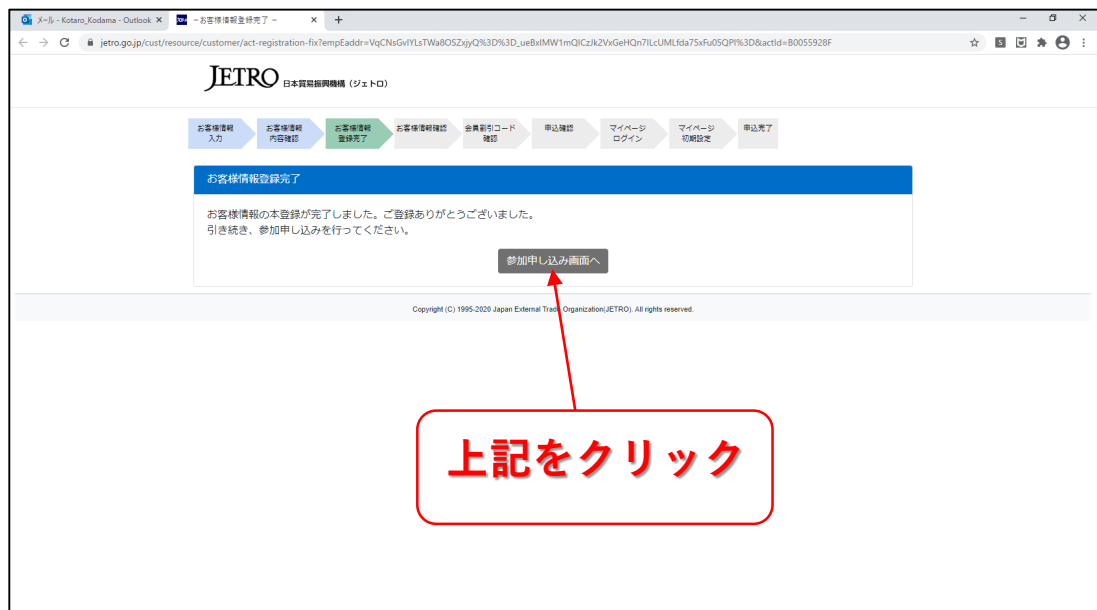 メール - Kotaro_Kodama - Outlook
－お客様情報登録完了－
jetro.go.jp/cust/resource/customer/act-registration-fix?empEaddr=VqCNsGvIYLsTWa8OSZxjyQ%3D%3D_ueBxlMW1mQlCzJk2VxGeHQn7lLcUMLfda75xFu05QPI%3D&actId=B0055928F
JETRO 日本貿易振興機構（ジェトロ）
お客様情報
入力
お客様情報
内容確認
お客様情報
登録完了
お客様情報確認
会員割引コード
確認
申込確認
マイページ
ログイン
マイページ
初期設定
申込完了
お客様情報登録完了
お客様情報の本登録が完了しました。ご登録ありがとうございました。
引き続き、参加申し込みを行ってください。
参加申し込み画面へ
Copyright (C) 1995-2020 Japan External Trade Organization(JETRO). All rights reserved.
上記をクリック